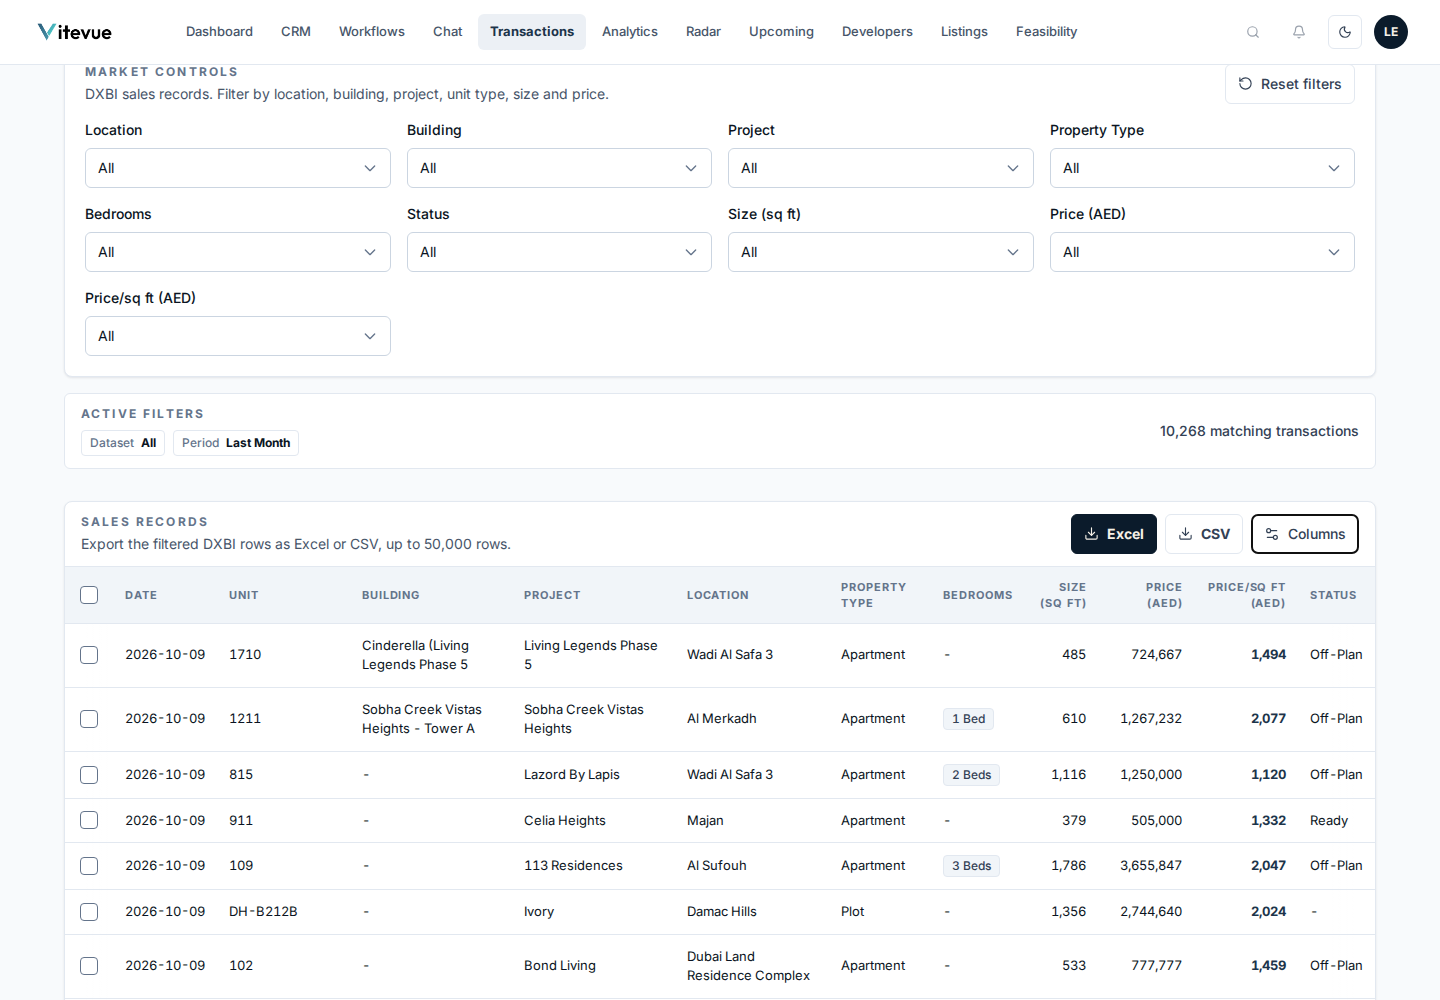 Vitevue
Dashboard CRM Workflows Chat Transactions Analytics Radar Upcoming Developers Listings Feasibility LE
MARKET CONTROLS
DXBI sales records. Filter by location, building, project, unit type, size and price.
Reset filters
Location Building Project Property Type
All All All All
Bedrooms Status Size (sq ft) Price (AED)
All All All All
Price/sq ft (AED)
All
ACTIVE FILTERS
Dataset All Period Last Month
10,268 matching transactions
SALES RECORDS
Export the filtered DXBI rows as Excel or CSV, up to 50,000 rows.
Excel CSV Columns
DATE UNIT BUILDING PROJECT LOCATION PROPERTY TYPE BEDROOMS SIZE (SQ FT) PRICE (AED) PRICE/SQ FT (AED) STATUS
2026-10-09 1710 Cinderella (Living Legends Phase 5 Living Legends Phase 5 Wadi Al Safa 3 Apartment - 485 724,667 1,494 Off-Plan
2026-10-09 1211 Sobha Creek Vistas Heights - Tower A Sobha Creek Vistas Heights Al Merkadh Apartment 1 Bed 610 1,267,232 2,077 Off-Plan
2026-10-09 815 - Lazord By Lapis Wadi Al Safa 3 Apartment 2 Beds 1,116 1,250,000 1,120 Off-Plan
2026-10-09 911 - Celia Heights Majan Apartment - 379 505,000 1,332 Ready
2026-10-09 109 - 113 Residences Al Sufouh Apartment 3 Beds 1,786 3,655,847 2,047 Off-Plan
2026-10-09 DH-B212B - Ivory Damac Hills Plot - 1,356 2,744,640 2,024 -
2026-10-09 102 - Bond Living Dubai Land Residence Complex Apartment - 533 777,777 1,459 Off-Plan